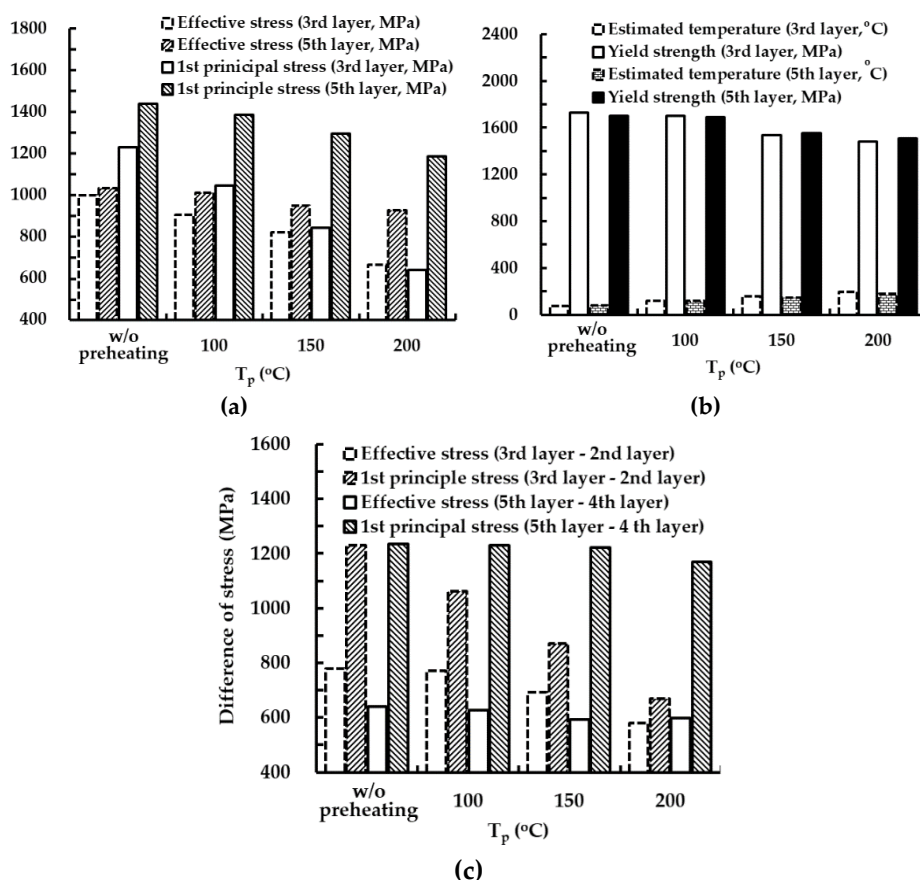 1800
1600
1400
1200
1000
800
600
400
Effective stress (3rd layer, MPa)
Effective stress (5th layer, MPa)
1st prinicipal stress (3rd layer, MPa)
1st principle stress (5th layer, MPa)
w/o
preheating
100
150
200
Tp (°C)
(a)
2400
2000
1600
1200
800
400
0
Estimated temperature (3rd layer,°C)
Yield strength (3rd layer, MPa)
Estimated temperature (5th layer,°C)
Yield strength (5th layer, MPa)
w/o
preheating
100
150
200
Tp (°C)
(b)
Difference of stress (MPa)
1600
1400
1200
1000
800
600
400
Effective stress (3rd layer - 2nd layer)
1st principle stress (3rd layer - 2nd layer)
Effective stress (5th layer - 4th layer)
1st principal stress (5th layer - 4 th layer)
w/o
preheating
100
150
200
Tp (°C)
(c)